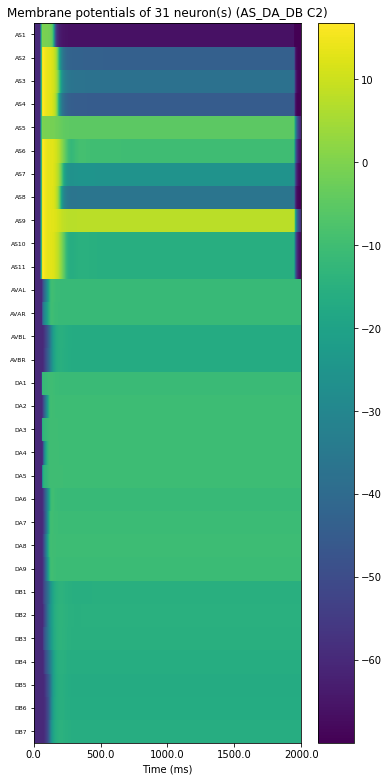 Membrane potentials of 31 neuron(s) (AS_DA_DB C2)
AS1
AS2
AS3
AS4
AS5
AS6
AS7
AS8
AS9
AS10
AS11
AVAL
AVAR
AVBL
AVBR
DA1
DA2
DA3
DA4
DA5
DA6
DA7
DA8
DA9
DB1
DB2
DB3
DB4
DB5
DB6
DB7
0.0 500.0 1000.0 1500.0 2000.0
Time (ms)
10
0
−10
−20
−30
−40
−50
−60